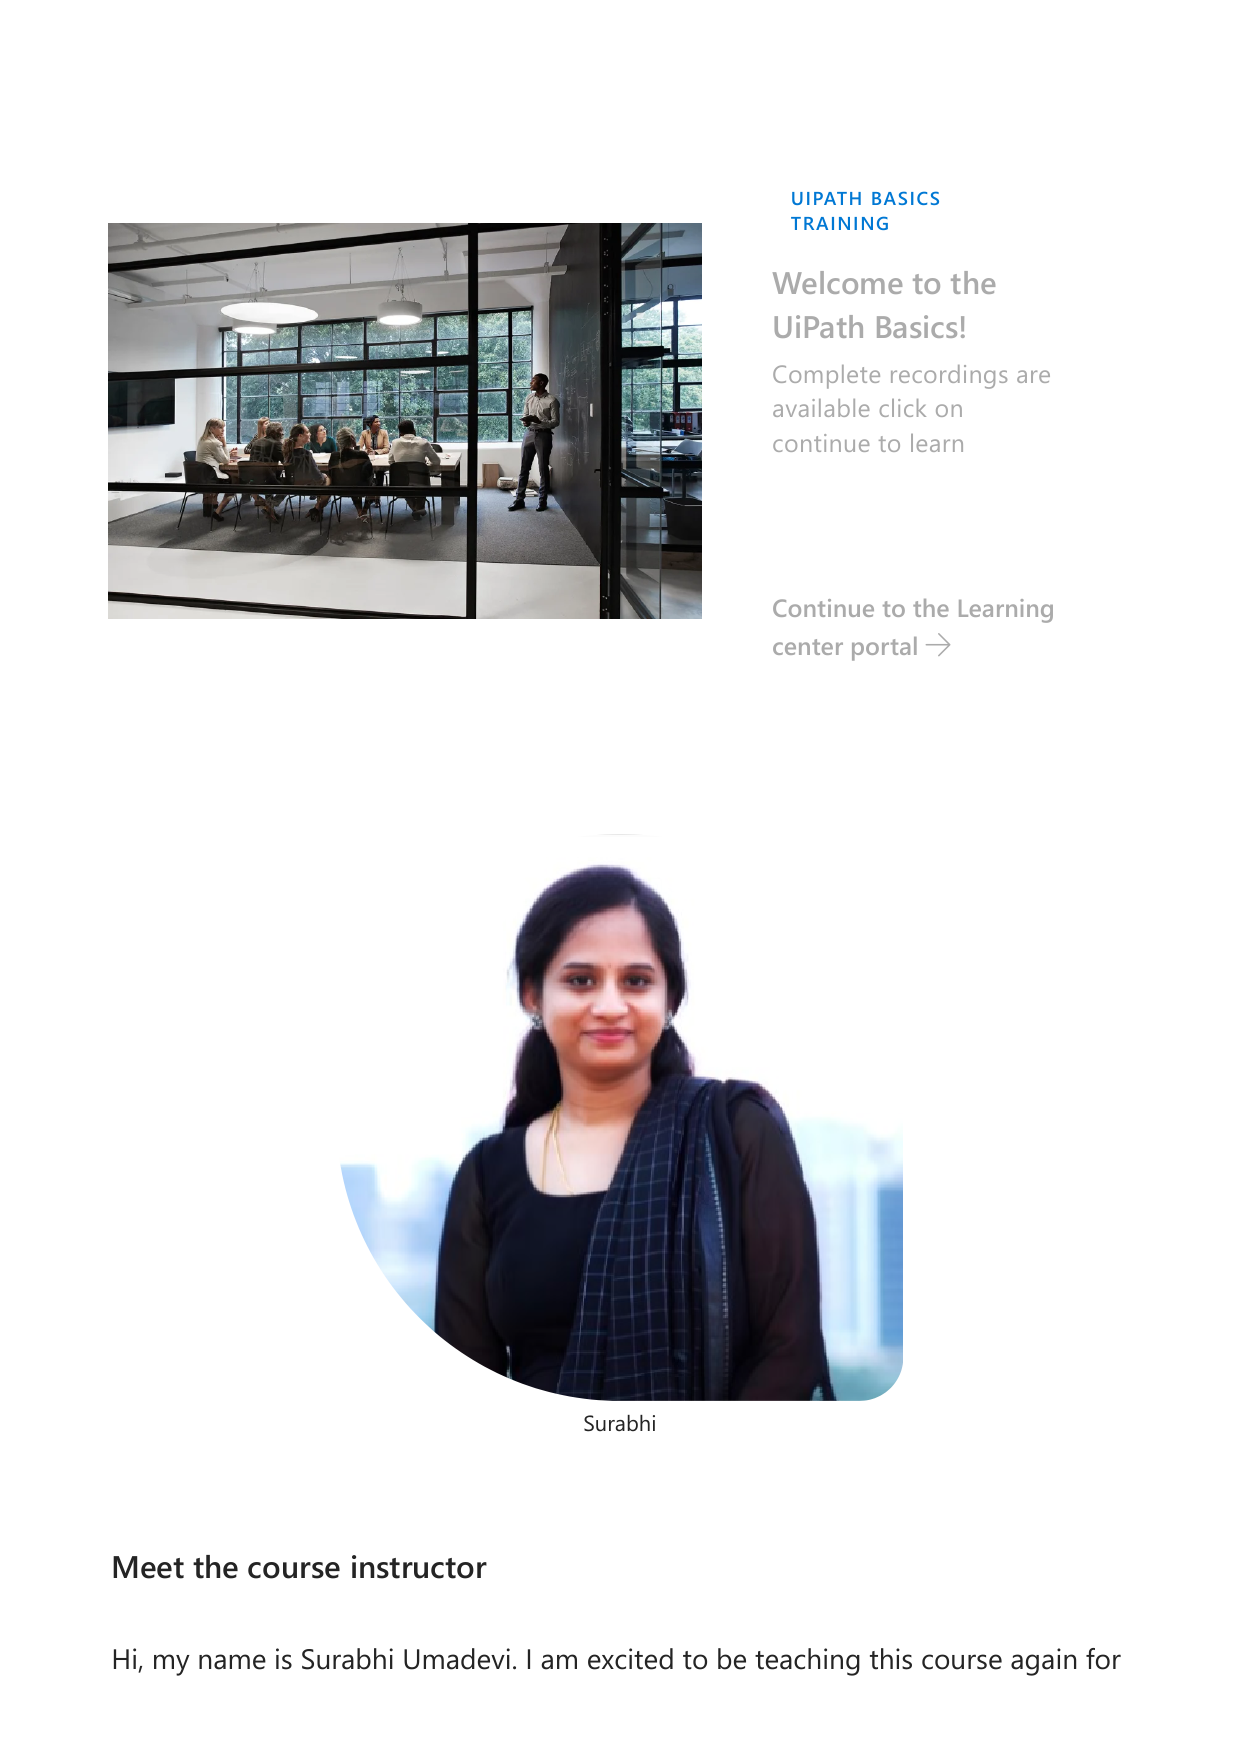 UIPATH BASICS
TRAINING
Welcome to the
UiPath Basics!
Complete recordings are
available click on
continue to learn
Continue to the Learning
center portal →
Surabhi
Meet the course instructor
Hi, my name is Surabhi Umadevi. I am excited to be teaching this course again for